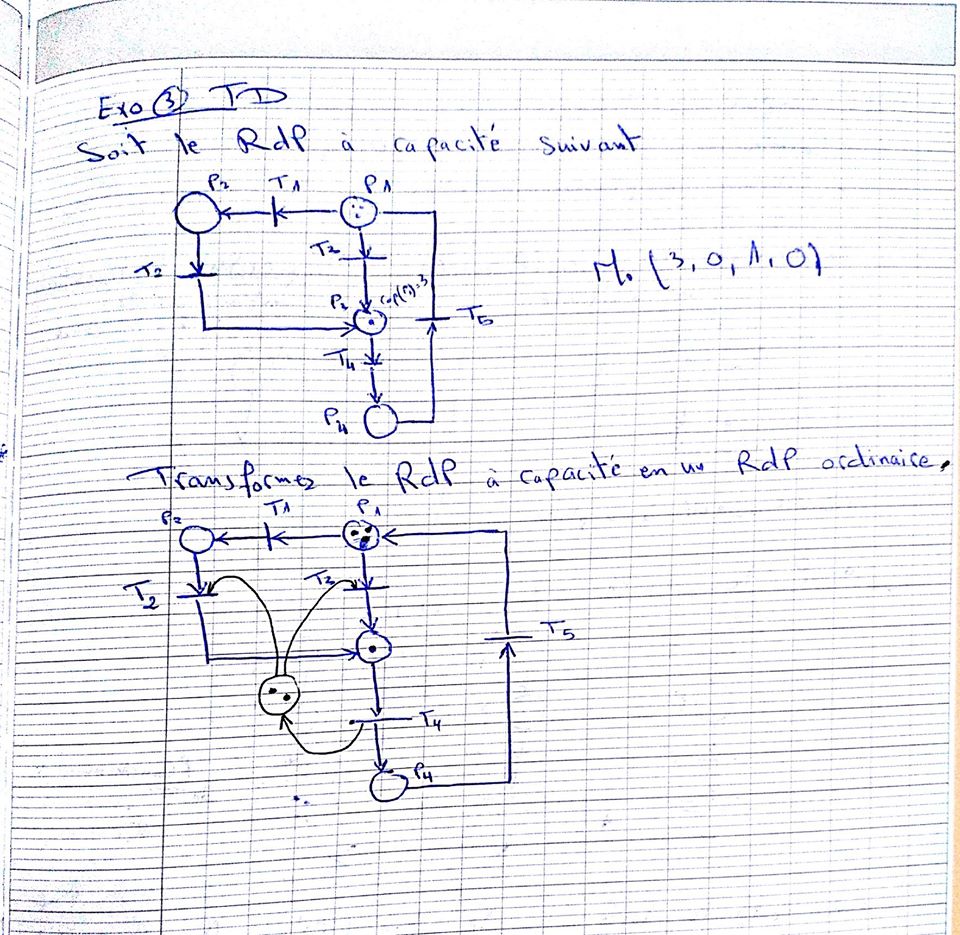 Exo ③ TD
Soit le RdP à capacité suivant
P2 T1 P1
T2 T3
M0 (3, 0, 1, 0)
cap(P)=3
T5
T4
P4
Transformez le RdP à capacité en un RdP ordinaire.
P2 T1 P1
T2 T3
T5
T4
P4